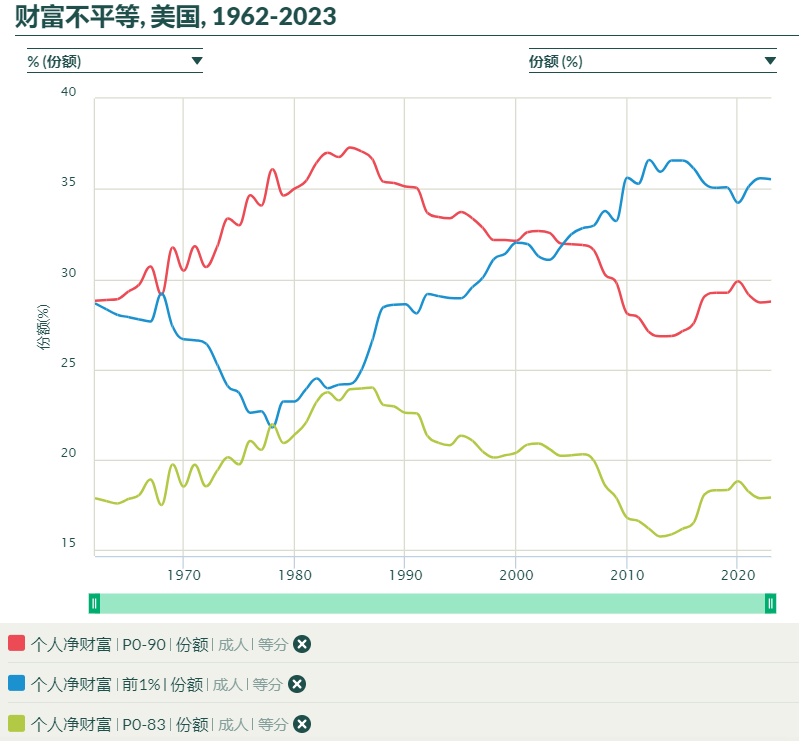 财富不平等, 美国, 1962-2023
% (份额) 份额 (%)
40
35
30
25
20
15
份额(%)
1970 1980 1990 2000 2010 2020
个人净财富 | P0-90 | 份额 | 成人 | 等分
个人净财富 | 前1% | 份额 | 成人 | 等分
个人净财富 | P0-83 | 份额 | 成人 | 等分